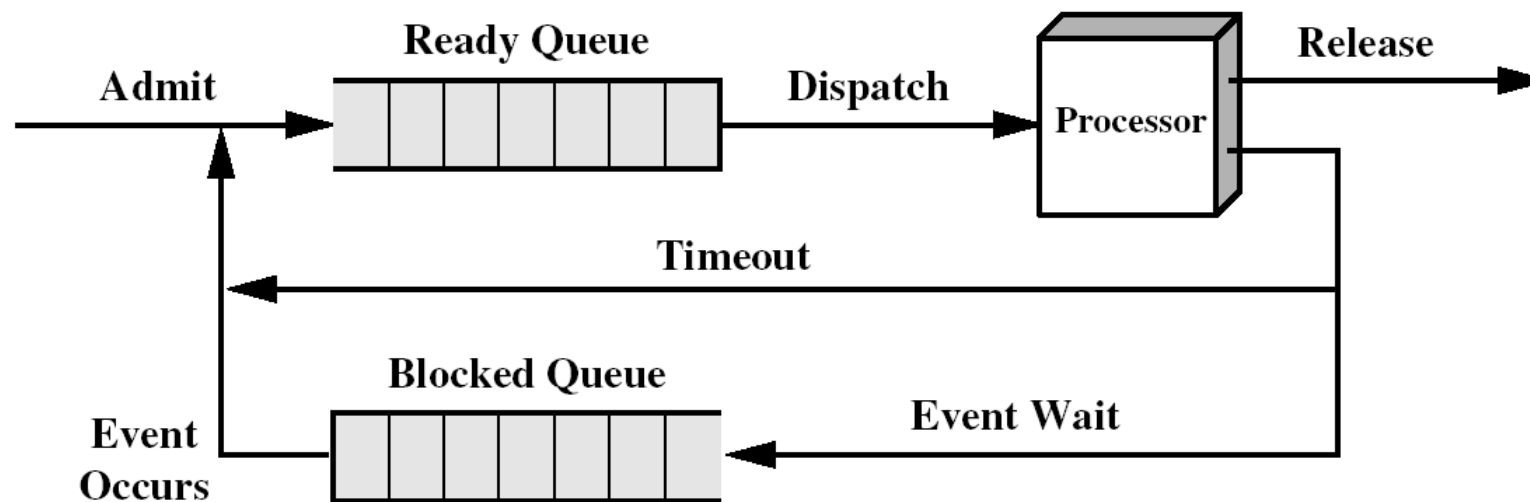 Ready Queue
Release
Admit
Dispatch
Processor
Timeout
Blocked Queue
Event Wait
Event
Occurs